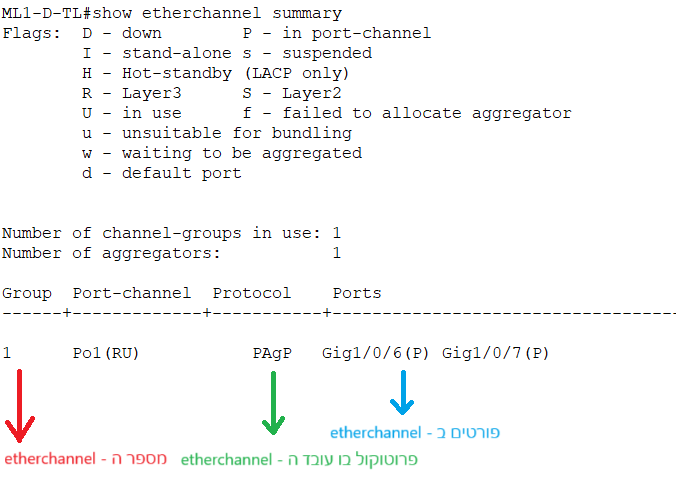 ML1-D-TL#show etherchannel summary
Flags:  D - down        P - in port-channel
        I - stand-alone s - suspended
        H - Hot-standby (LACP only)
        R - Layer3      S - Layer2
        U - in use      f - failed to allocate aggregator
        u - unsuitable for bundling
        w - waiting to be aggregated
        d - default port
Number of channel-groups in use: 1
Number of aggregators:           1
Group  Port-channel  Protocol    Ports
------+-------------+-----------+-----------------------------------
1      Po1(RU)           PAgP   Gig1/0/6(P) Gig1/0/7(P)
פורטים ב - etherchannel
מספר ה - etherchannel
פרוטוקול בו עובד ה - etherchannel